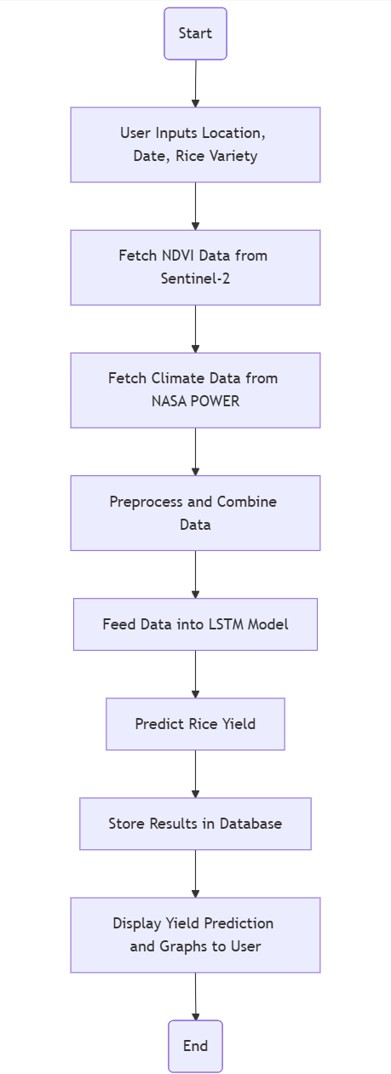 Start
User Inputs Location,
Date, Rice Variety
Fetch NDVI Data from
Sentinel-2
Fetch Climate Data from
NASA POWER
Preprocess and Combine
Data
Feed Data into LSTM Model
Predict Rice Yield
Store Results in Database
Display Yield Prediction
and Graphs to User
End